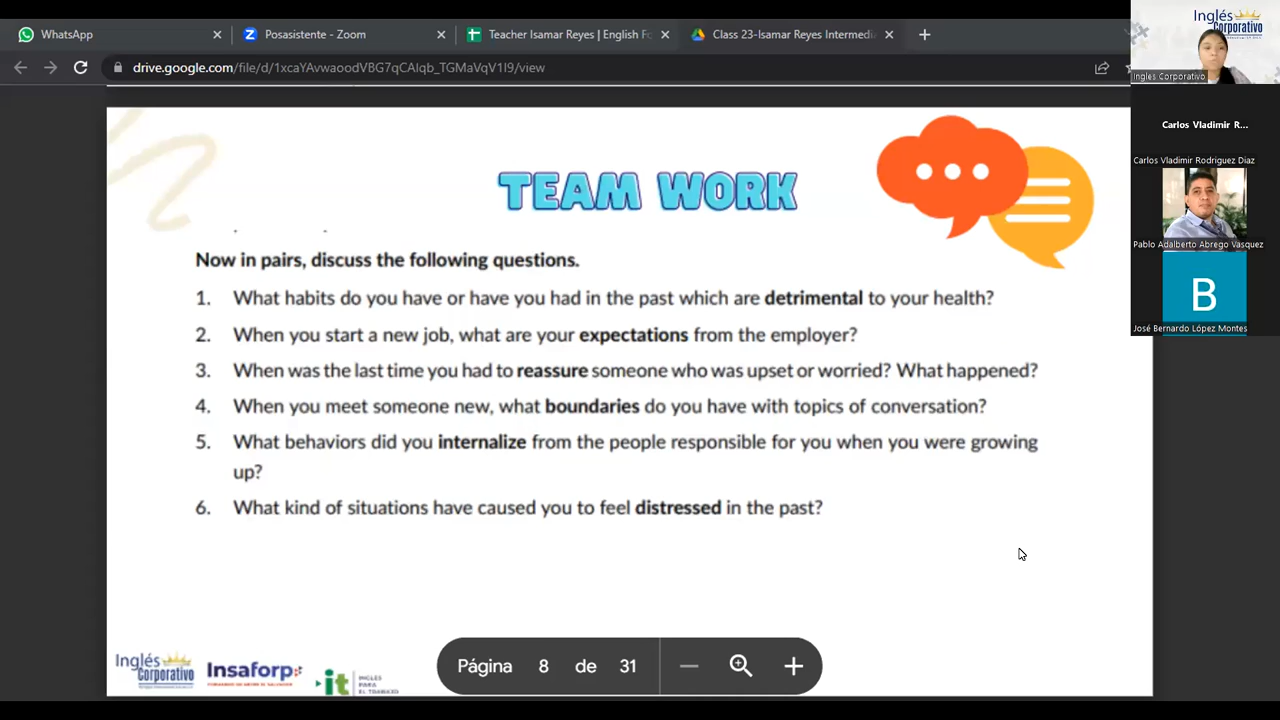 WhatsApp
Posasistente - Zoom
Teacher Isamar Reyes | English Fo
Class 23-Isamar Reyes Intermedi
drive.google.com/file/d/1xcaYAvwaoodVBG7qCAlqb_TGMaVqV1I9/view
Inglés
Ingles Corporativo
Carlos Vladimir R...
Carlos Vladimir Rodriguez Diaz
Pablo Adalberto Abrego Vasquez
B
José Bernardo López Montes
TEAM WORK
Now in pairs, discuss the following questions.
1. What habits do you have or have you had in the past which are detrimental to your health?
2. When you start a new job, what are your expectations from the employer?
3. When was the last time you had to reassure someone who was upset or worried? What happened?
4. When you meet someone new, what boundaries do you have with topics of conversation?
5. What behaviors did you internalize from the people responsible for you when you were growing
up?
6. What kind of situations have caused you to feel distressed in the past?
Inglés
Corporativo
Insaforp
it
INGLÉS
PARA
EL TRABAJO
Página 8 de 31